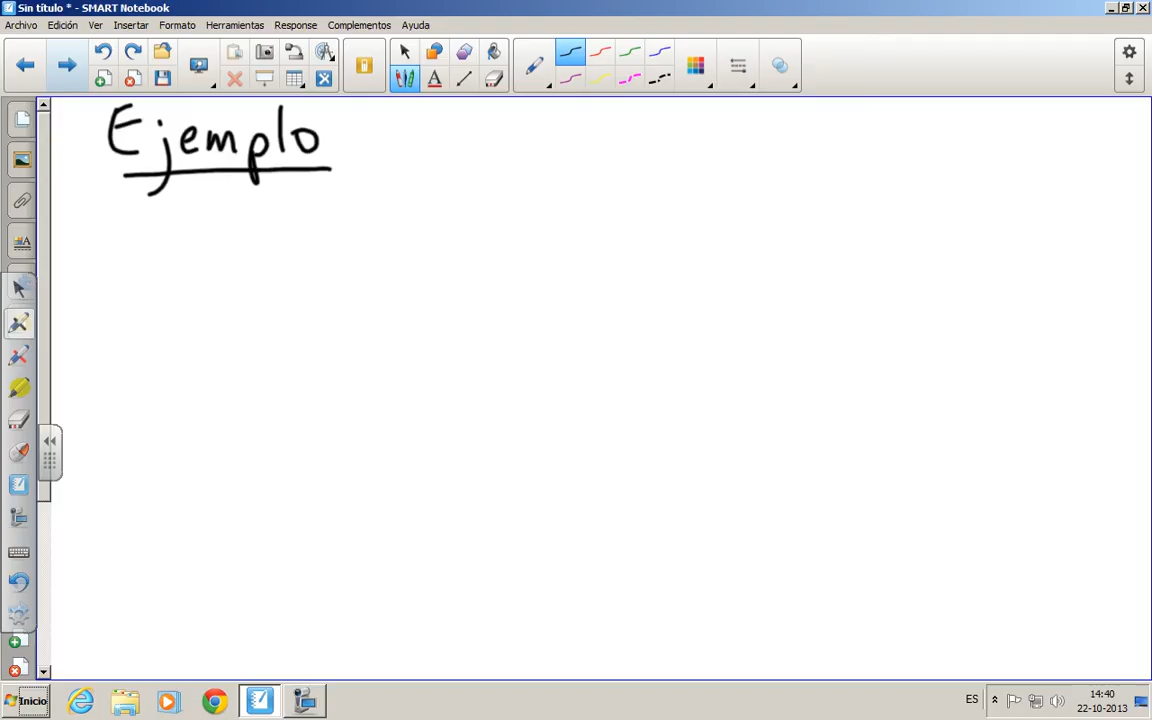 Sin título * - SMART Notebook
Archivo Edición Ver Insertar Formato Herramientas Response Complementos Ayuda
Ejemplo
Inicio
ES
14:40
22-10-2013